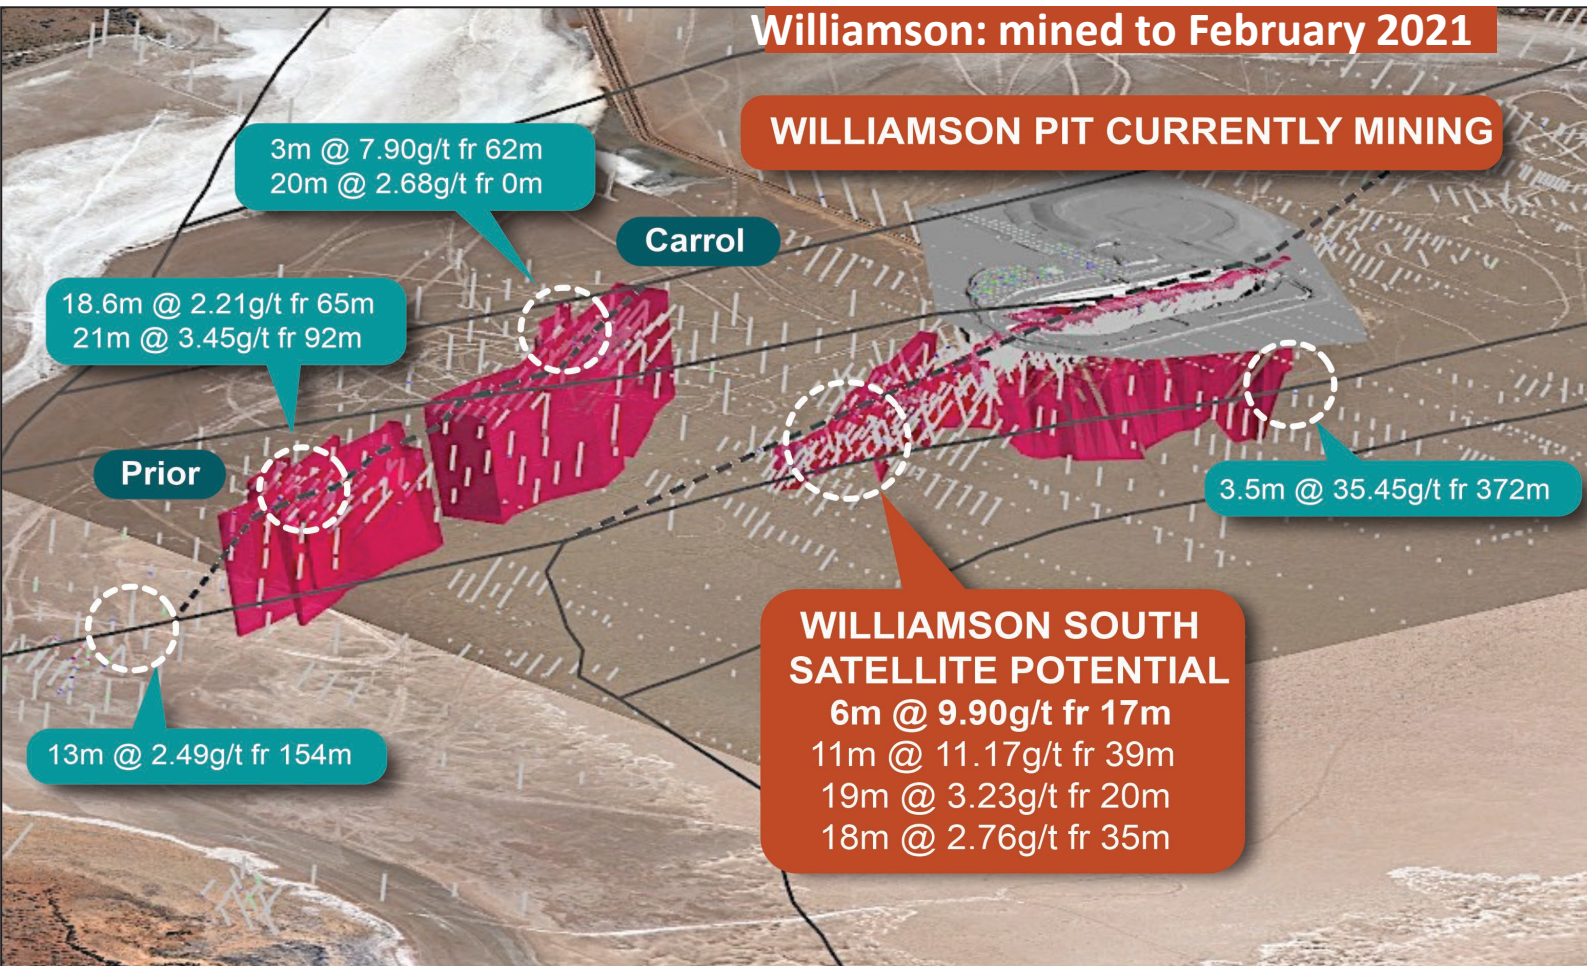 Williamson: mined to February 2021
WILLIAMSON PIT CURRENTLY MINING
3m @ 7.90g/t fr 62m
20m @ 2.68g/t fr 0m
Carrol
18.6m @ 2.21g/t fr 65m
21m @ 3.45g/t fr 92m
Prior
3.5m @ 35.45g/t fr 372m
WILLIAMSON SOUTH
SATELLITE POTENTIAL
6m @ 9.90g/t fr 17m
11m @ 11.17g/t fr 39m
19m @ 3.23g/t fr 20m
18m @ 2.76g/t fr 35m
13m @ 2.49g/t fr 154m